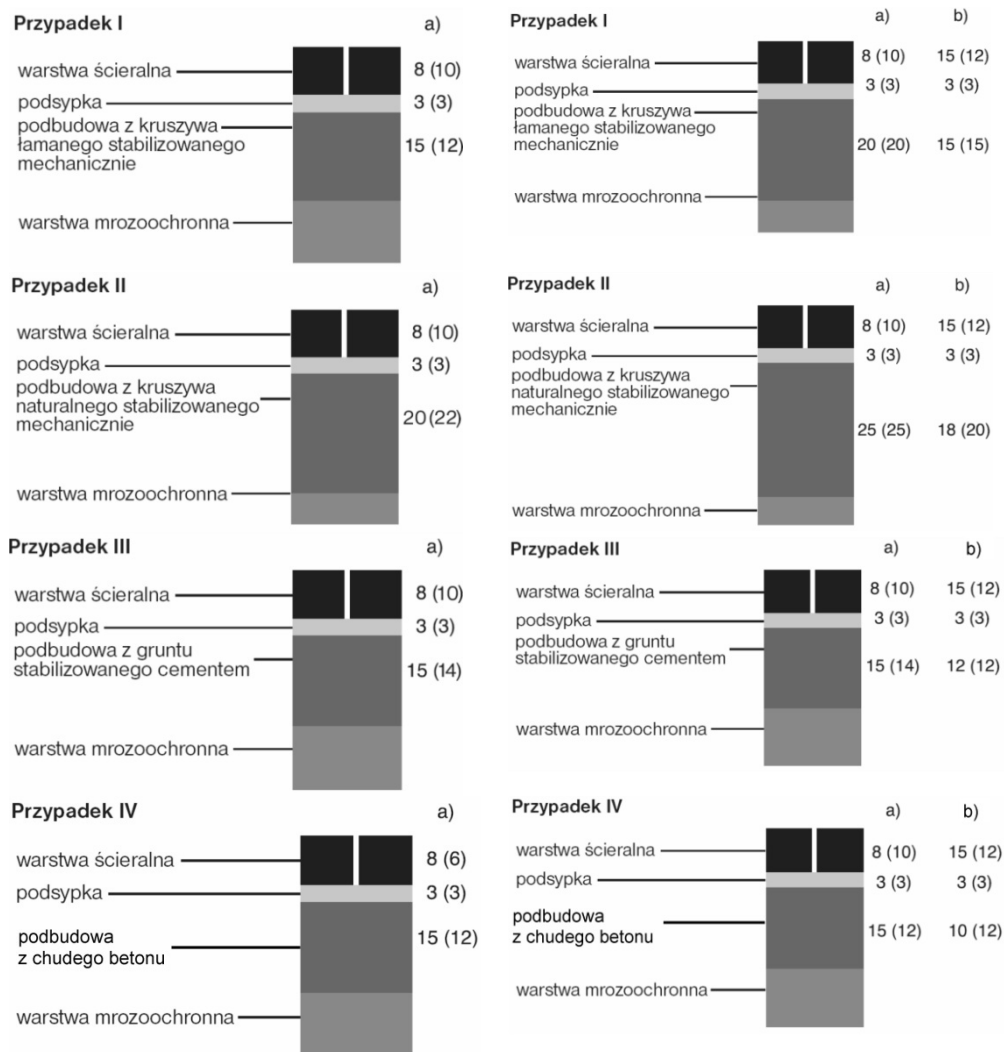 Przypadek I a)
warstwa ścieralna 8 (10)
podsypka 3 (3)
podbudowa z kruszywa
łamanego stabilizowanego 15 (12)
mechanicznie
warstwa mrozoochronna
Przypadek II a)
warstwa ścieralna 8 (10)
podsypka 3 (3)
podbudowa z kruszywa
naturalnego stabilizowanego 20 (22)
mechanicznie
warstwa mrozoochronna
Przypadek III a)
warstwa ścieralna 8 (10)
podsypka 3 (3)
podbudowa z gruntu
stabilizowanego cementem 15 (14)
warstwa mrozoochronna
Przypadek IV a)
warstwa ścieralna 8 (6)
podsypka 3 (3)
podbudowa 15 (12)
z chudego betonu
warstwa mrozoochronna
Przypadek I a) b)
warstwa ścieralna 8 (10) 15 (12)
podsypka 3 (3) 3 (3)
podbudowa z kruszywa
łamanego stabilizowanego
mechanicznie 20 (20) 15 (15)
warstwa mrozoochronna
Przypadek II a) b)
warstwa ścieralna 8 (10) 15 (12)
podsypka 3 (3) 3 (3)
podbudowa z kruszywa
naturalnego stabilizowanego
mechanicznie
25 (25) 18 (20)
warstwa mrozoochronna
Przypadek III a) b)
warstwa ścieralna 8 (10) 15 (12)
podsypka 3 (3) 3 (3)
podbudowa z gruntu
stabilizowanego cementem 15 (14) 12 (12)
warstwa mrozoochronna
Przypadek IV a) b)
warstwa ścieralna 8 (10) 15 (12)
podsypka 3 (3) 3 (3)
podbudowa
z chudego betonu 15 (12) 10 (12)
warstwa mrozoochronna